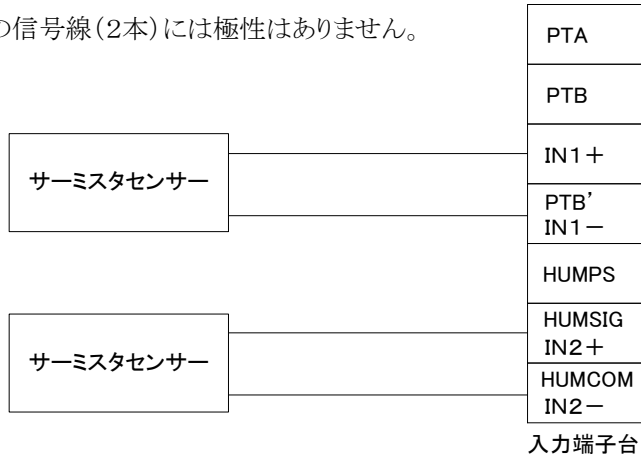 の信号線(2本)には極性はありません。
PTA
PTB
サーミスタセンサー
IN1+
PTB’
IN1-
HUMPS
サーミスタセンサー
HUMSIG
IN2+
HUMCOM
IN2-
入力端子台